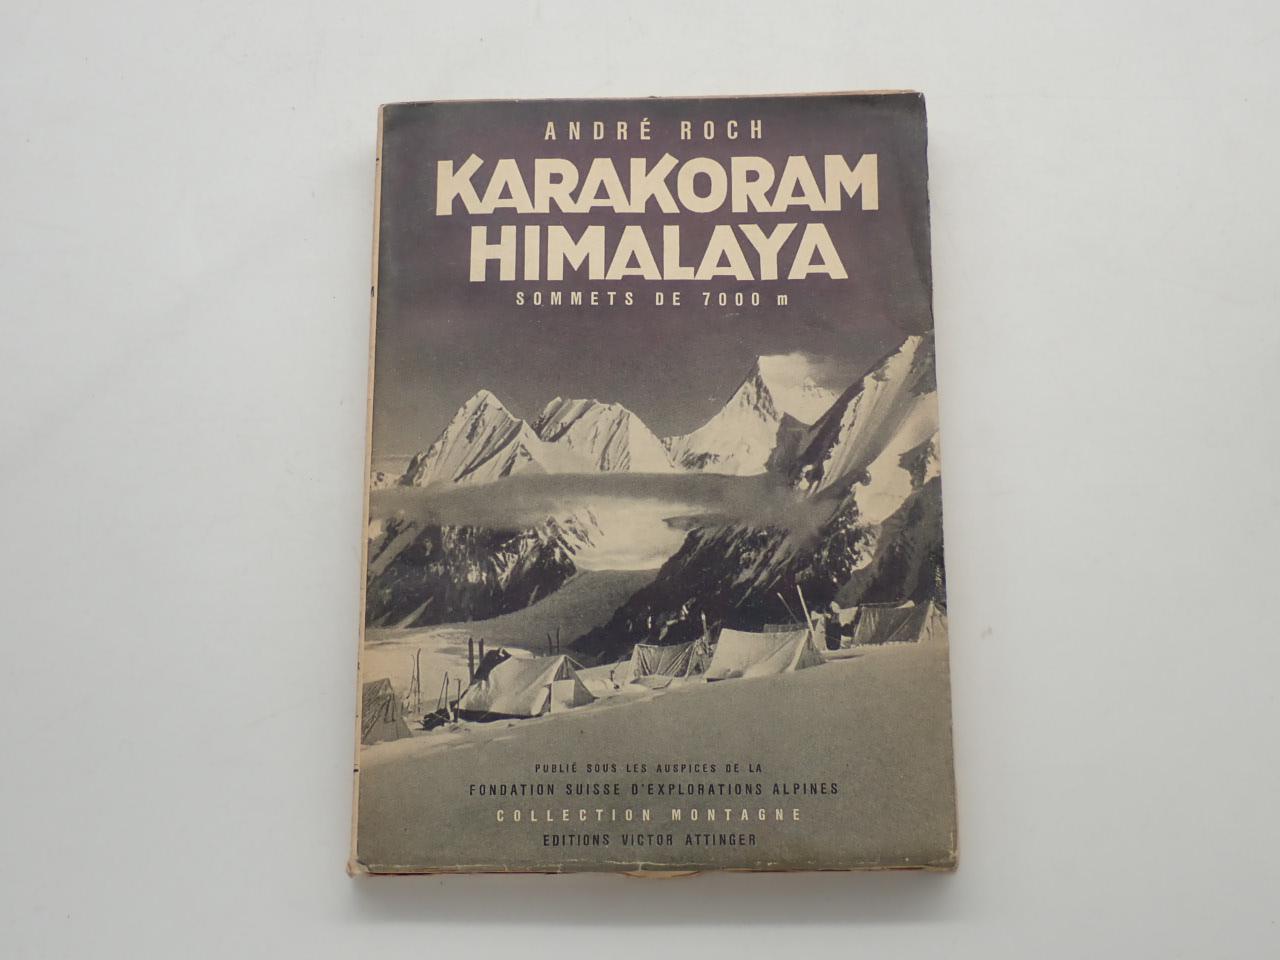 ANDRÉ ROCH
KARAKORAM
HIMALAYA
SOMMETS DE 7000 m
PUBLIÉ SOUS LES AUSPICES DE LA
FONDATION SUISSE D'EXPLORATIONS ALPINES
COLLECTION MONTAGNE
EDITIONS VICTOR ATTINGER